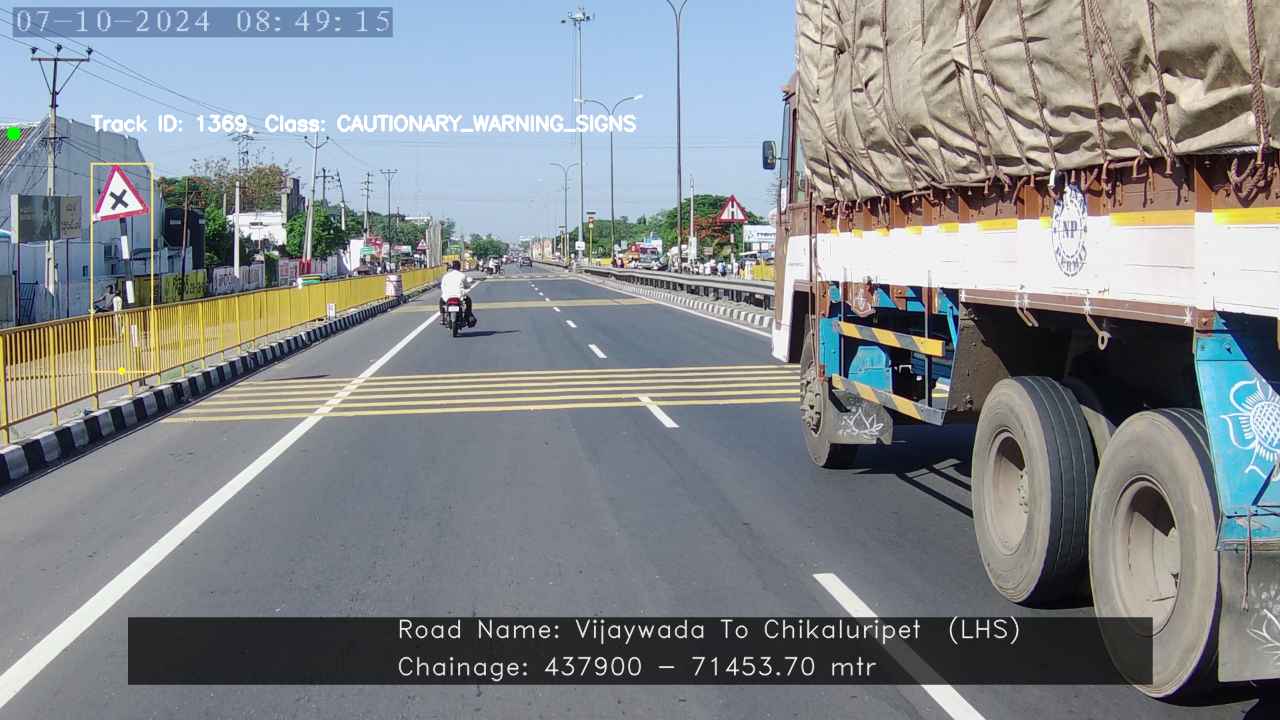 07-10-2024 08:49:15
Track ID: 1369, Class: CAUTIONARY_WARNING_SIGNS
NP
Road Name: Vijaywada To Chikaluripet (LHS)
Chainage: 437900 - 71453.70 mtr